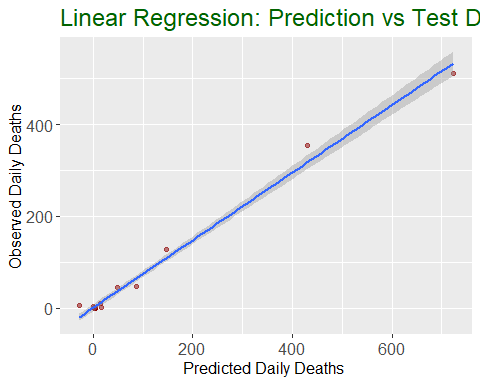 Linear Regression: Prediction vs Test D
Observed Daily Deaths
400
200
0
0 200 400 600
Predicted Daily Deaths